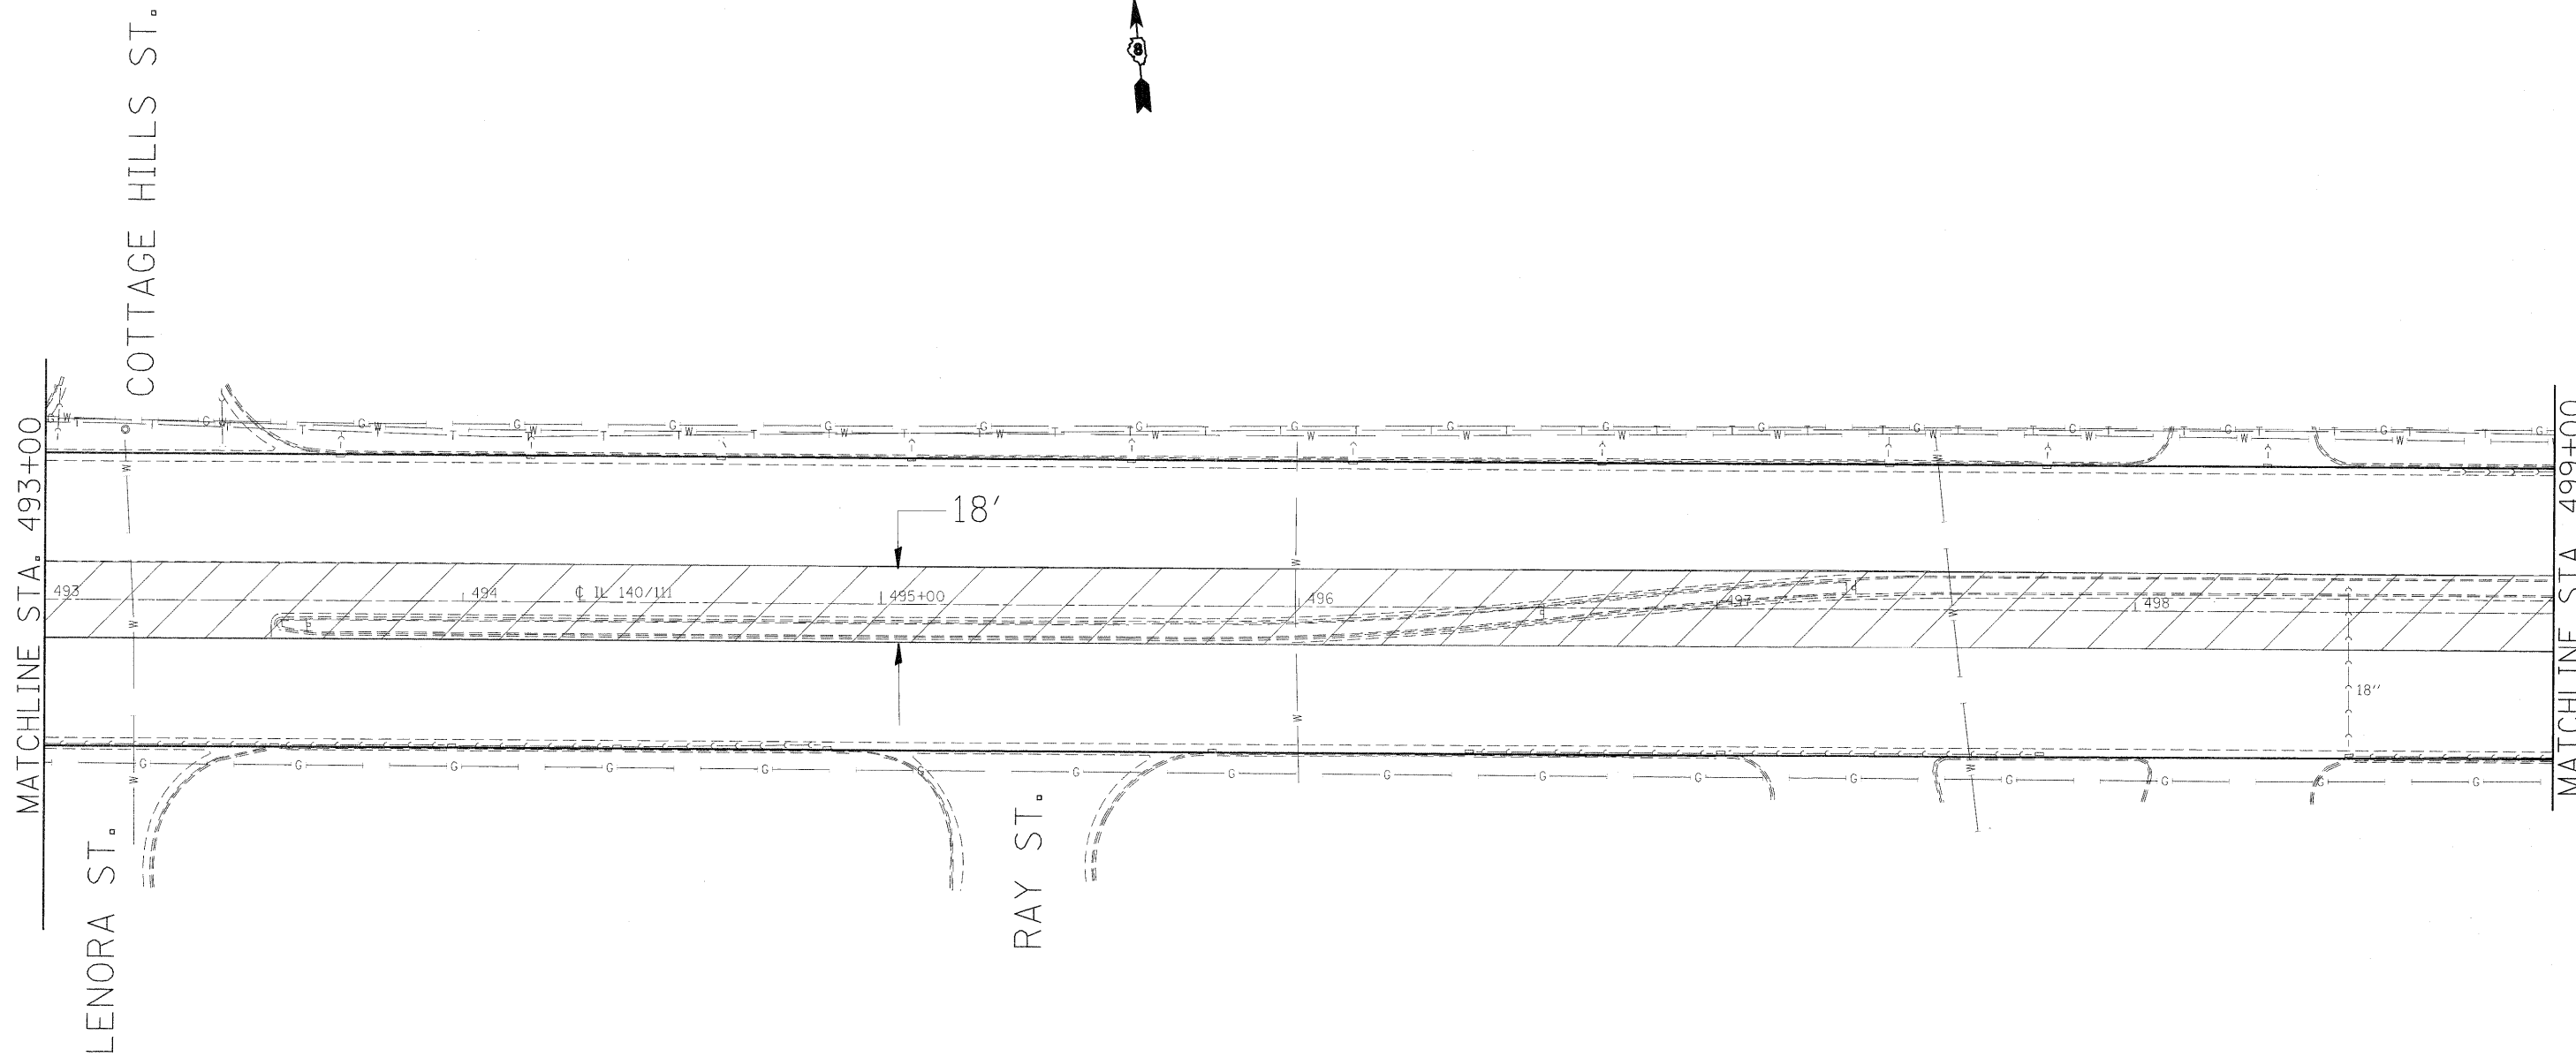 COTTAGE HILLS ST.
8
MATCHLINE STA. 493+00
MATCHLINE STA. 499+00
18'
493
494
℄ IL 140/111
495+00
496
497
498
18"
LENORA ST.
RAY ST.